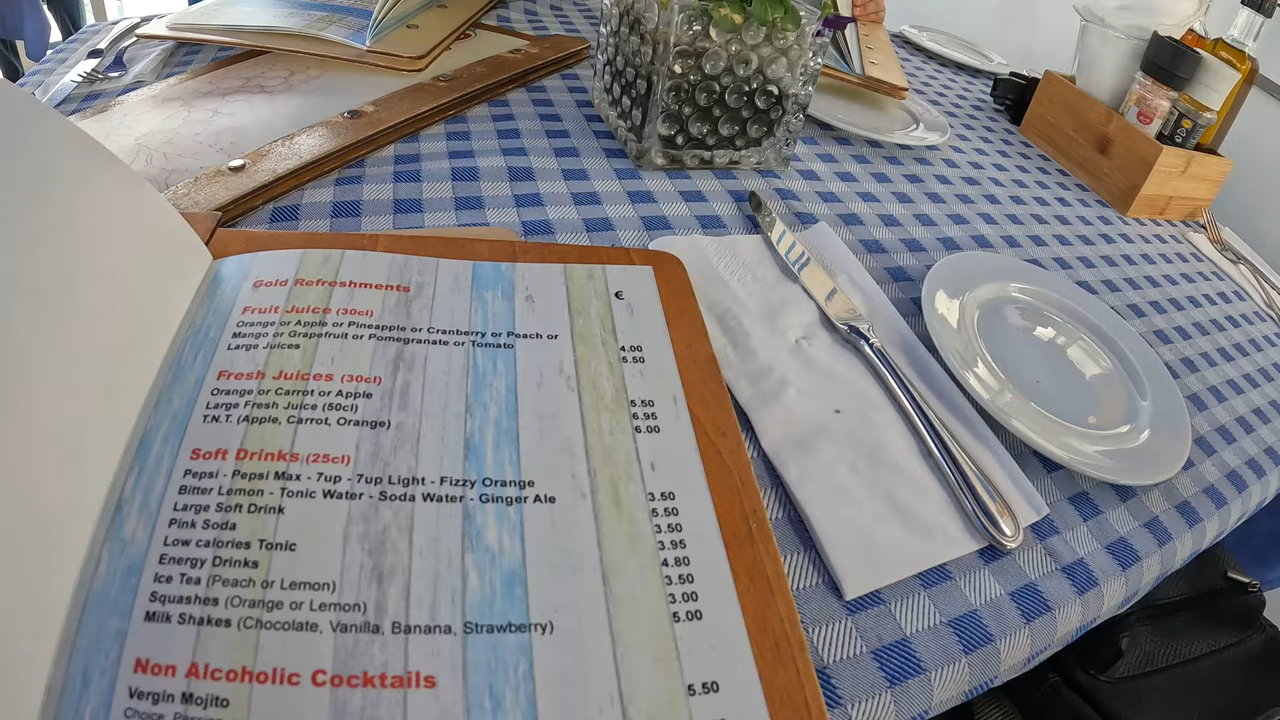 Gold Refreshments
€
Fruit Juice (30cl)
Orange or Apple or Pineapple or Cranberry or Peach or
Mango or Grapefruit or Pomegranate or Tomato 4.00
Large Juices 5.50
Fresh Juices (30cl)
Orange or Carrot or Apple 5.50
Large Fresh Juice (50cl) 6.95
T.N.T. (Apple, Carrot, Orange) 6.00
Soft Drinks (25cl)
Pepsi - Pepsi Max - 7up - 7up Light - Fizzy Orange
Bitter Lemon - Tonic Water - Soda Water - Ginger Ale 3.50
Large Soft Drink 5.50
Pink Soda 3.50
Low calories Tonic 3.95
Energy Drinks 4.80
Ice Tea (Peach or Lemon) 3.50
Squashes (Orange or Lemon) 3.00
Milk Shakes (Chocolate, Vanilla, Banana, Strawberry) 5.00
Non Alcoholic Cocktails
Vergin Mojito 5.50